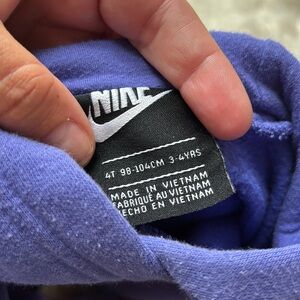 NIKE
4T 98-104CM 3-4YRS
MADE IN VIETNAM
FABRIQUÉ AU VIETNAM
HECHO EN VIETNAM